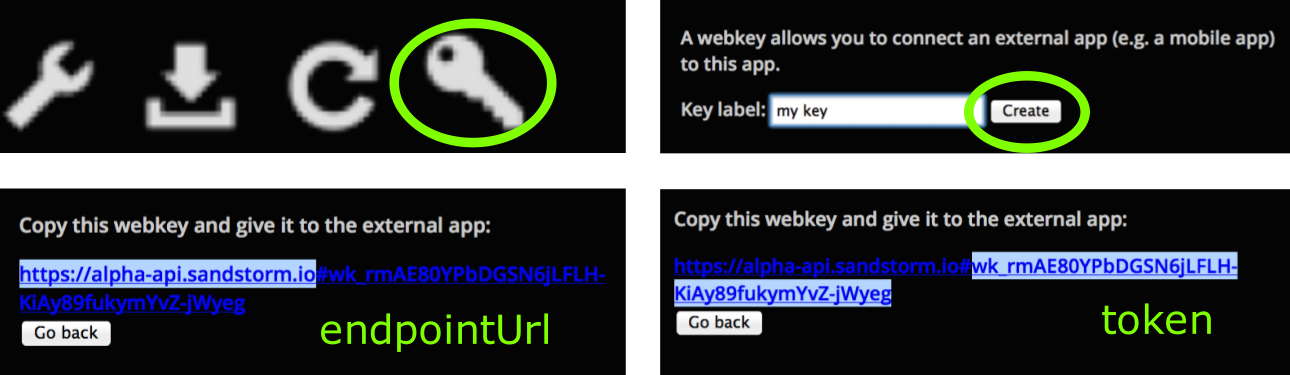 A webkey allows you to connect an external app (e.g. a mobile app)
to this app.
Key label: my key Create
Copy this webkey and give it to the external app:
https://alpha-api.sandstorm.io#wk_rmAE80YPbDGSN6jLFLH-
KiAy89fukymYvZ-jWyeg
Go back
endpointUrl
Copy this webkey and give it to the external app:
https://alpha-api.sandstorm.io#wk_rmAE80YPbDGSN6jLFLH-
KiAy89fukymYvZ-jWyeg
Go back
token